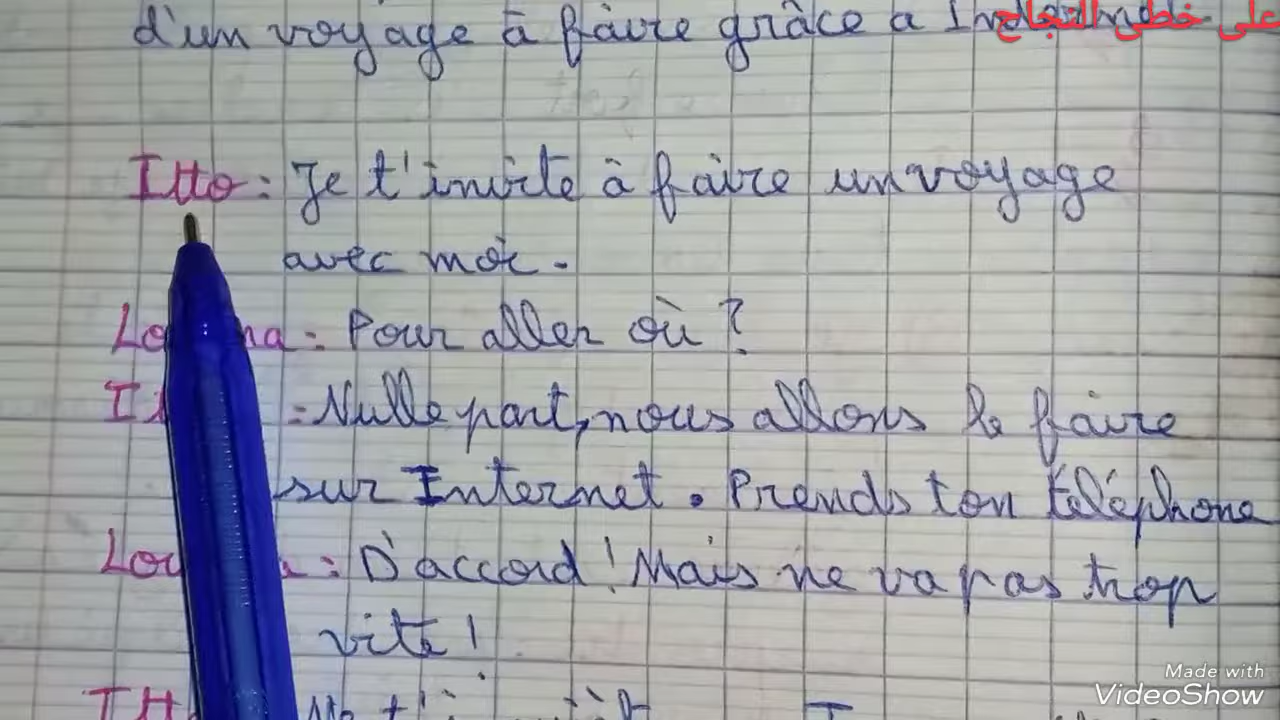 على خطى النجاح
d'un voyage à faire grâce a
Itto : Je t'invite à faire un voyage
avec moi.
: Pour aller où ?
: Nulle part, nous allons le faire
sur Internet. Prends ton téléphone
: D'accord ! Mais ne va pas trop
vite !
Made with
VideoShow